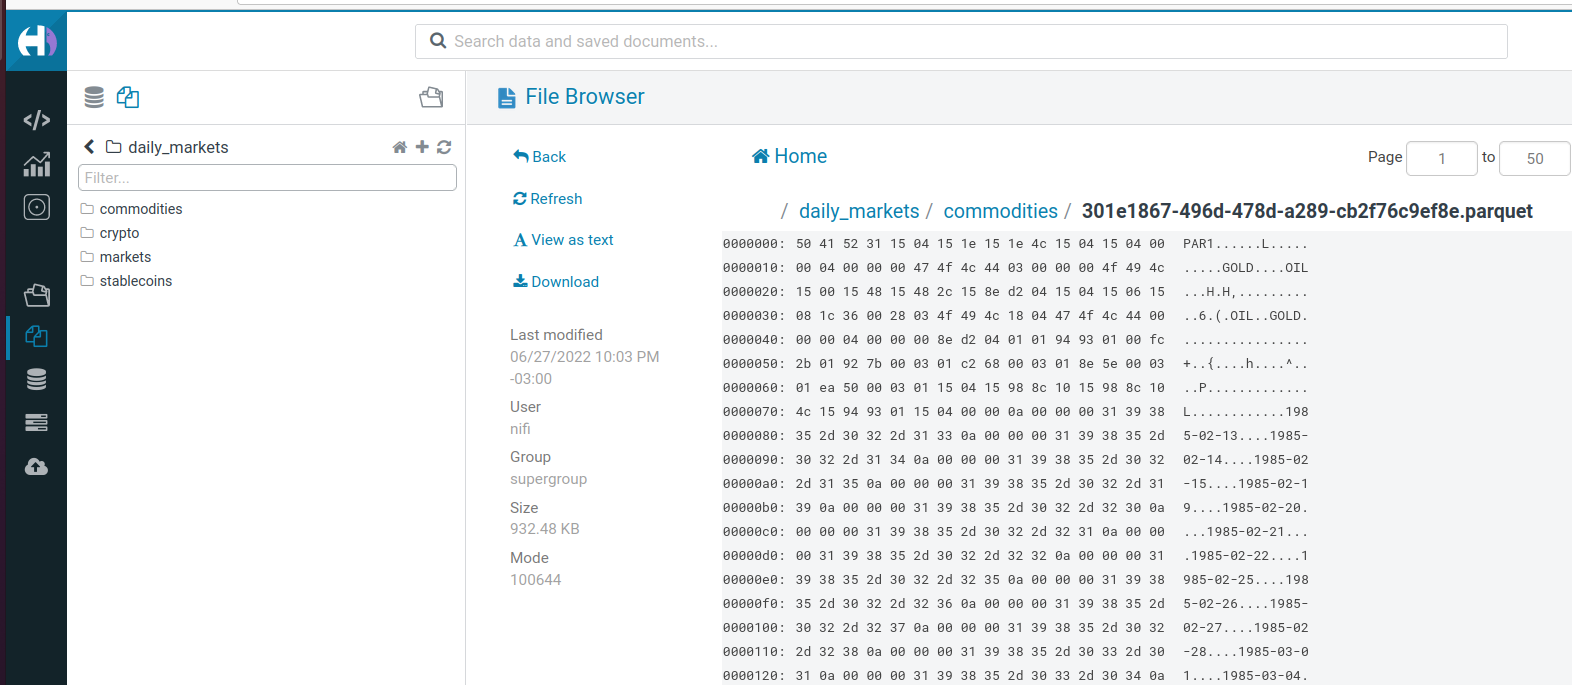 Search data and saved documents...
File Browser
daily_markets
Filter...
commodities
crypto
markets
stablecoins
Back
Refresh
View as text
Download
Last modified
06/27/2022 10:03 PM
-03:00
User
nifi
Group
supergroup
Size
932.48 KB
Mode
100644
Home
Page 1 to 50
/ daily_markets / commodities / 301e1867-496d-478d-a289-cb2f76c9ef8e.parquet
0000000: 50 41 52 31 15 04 15 1e 15 1e 4c 15 04 15 04 00 PAR1......L.....
0000010: 00 04 00 00 00 47 4f 4c 44 03 00 00 00 4f 49 4c .....GOLD....OIL
0000020: 15 00 15 48 15 48 2c 15 8e d2 04 15 04 15 06 15 ...H.H,.........
0000030: 08 1c 36 00 28 03 4f 49 4c 18 04 47 4f 4c 44 00 ..6.(.OIL..GOLD.
0000040: 00 00 04 00 00 00 8e d2 04 01 01 94 93 01 00 fc ................
0000050: 2b 01 92 7b 00 03 01 c2 68 00 03 01 8e 5e 00 03 +..{....h....^..
0000060: 01 ea 50 00 03 01 15 04 15 98 8c 10 15 98 8c 10 ..P.............
0000070: 4c 15 94 93 01 15 04 00 00 0a 00 00 00 31 39 38 L............198
0000080: 35 2d 30 32 2d 31 33 0a 00 00 00 31 39 38 35 2d 5-02-13....1985-
0000090: 30 32 2d 31 34 0a 00 00 00 31 39 38 35 2d 30 32 02-14....1985-02
00000a0: 2d 31 35 0a 00 00 00 31 39 38 35 2d 30 32 2d 31 -15....1985-02-1
00000b0: 39 0a 00 00 00 31 39 38 35 2d 30 32 2d 32 30 0a 9....1985-02-20.
00000c0: 00 00 00 31 39 38 35 2d 30 32 2d 32 31 0a 00 00 ...1985-02-21...
00000d0: 00 31 39 38 35 2d 30 32 2d 32 32 0a 00 00 00 31 .1985-02-22....1
00000e0: 39 38 35 2d 30 32 2d 32 35 0a 00 00 00 31 39 38 985-02-25....198
00000f0: 35 2d 30 32 2d 32 36 0a 00 00 00 31 39 38 35 2d 5-02-26....1985-
0000100: 30 32 2d 32 37 0a 00 00 00 31 39 38 35 2d 30 32 02-27....1985-02
0000110: 2d 32 38 0a 00 00 00 31 39 38 35 2d 30 33 2d 30 -28....1985-03-0
0000120: 31 0a 00 00 00 31 39 38 35 2d 30 33 2d 30 34 0a 1....1985-03-04.